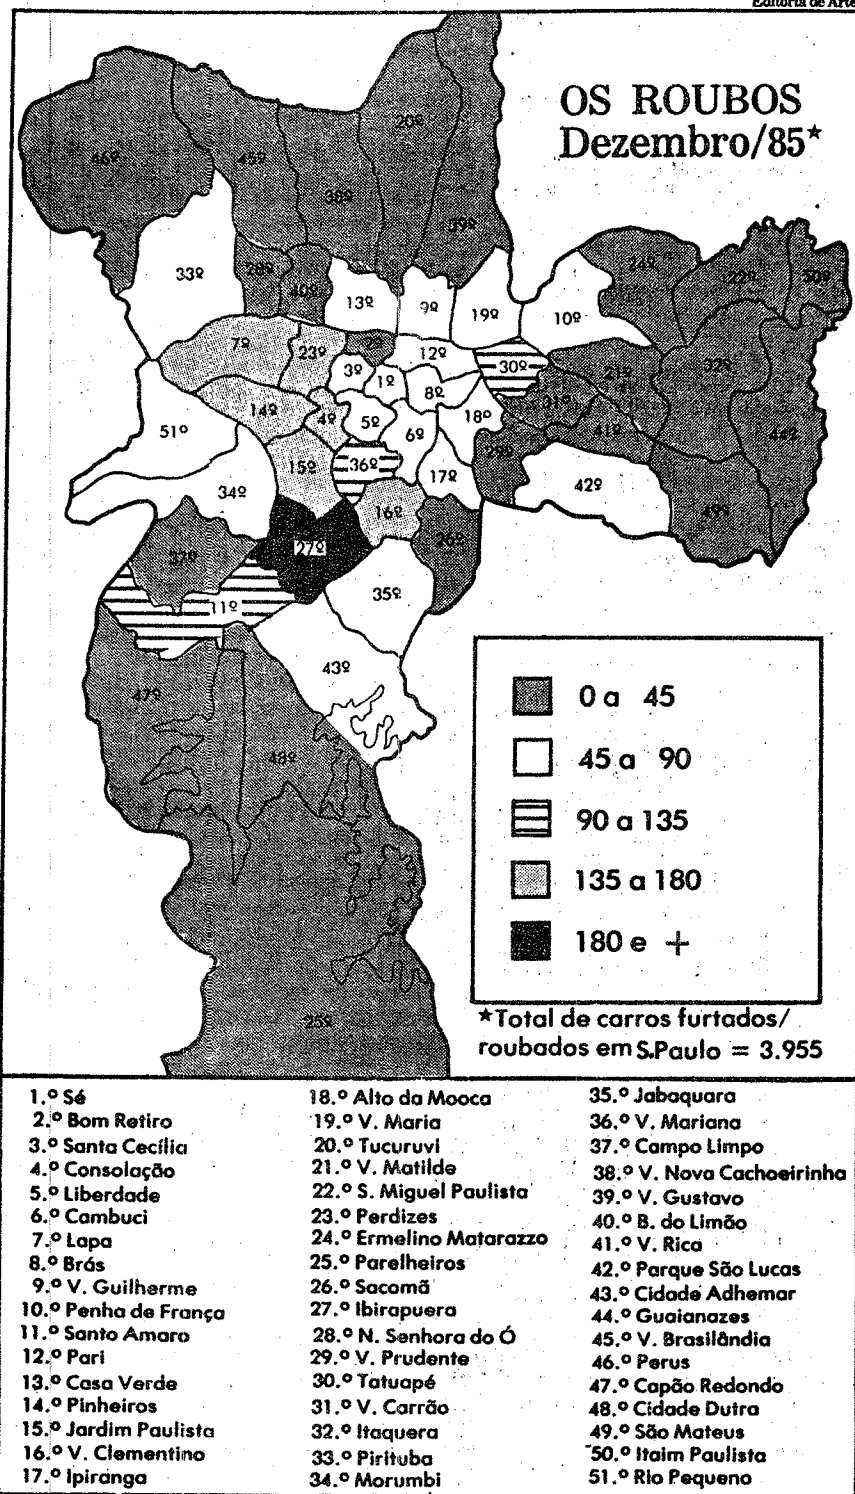 Editoria de Arte
OS ROUBOS
Dezembro/85*
46º
45º
38º
20º
39º
33º
28º
40º
13º
9º
19º
10º
24º
22º
50º
7º
23º
2º
12º
30º
21º
32º
3º
1º
8º
31º
51º
14º
4º
5º
6º
18º
41º
44º
15º
36º
17º
29º
42º
34º
16º
49º
37º
27º
26º
11º
35º
43º
47º
48º
25º
0 a 45
45 a 90
90 a 135
135 a 180
180 e +
*Total de carros furtados/
roubados em S.Paulo = 3.955
1.º Sé
2.º Bom Retiro
3.º Santa Cecília
4.º Consolação
5.º Liberdade
6.º Cambuci
7.º Lapa
8.º Brás
9.º V. Guilherme
10.º Penha de França
11.º Santo Amaro
12.º Pari
13.º Casa Verde
14.º Pinheiros
15.º Jardim Paulista
16.º V. Clementino
17.º Ipiranga
18.º Alto da Mooca
19.º V. Maria
20.º Tucuruvi
21.º V. Matilde
22.º S. Miguel Paulista
23.º Perdizes
24.º Ermelino Matarazzo
25.º Parelheiros
26.º Sacomã
27.º Ibirapuera
28.º N. Senhora do Ó
29.º V. Prudente
30.º Tatuapé
31.º V. Carrão
32.º Itaquera
33.º Pirituba
34.º Morumbi
35.º Jabaquara
36.º V. Mariana
37.º Campo Limpo
38.º V. Nova Cachoeirinha
39.º V. Gustavo
40.º B. do Limão
41.º V. Rica
42.º Parque São Lucas
43.º Cidade Adhemar
44.º Guaianazes
45.º V. Brasilândia
46.º Perus
47.º Capão Redondo
48.º Cidade Dutra
49.º São Mateus
50.º Itaim Paulista
51.º Rio Pequeno